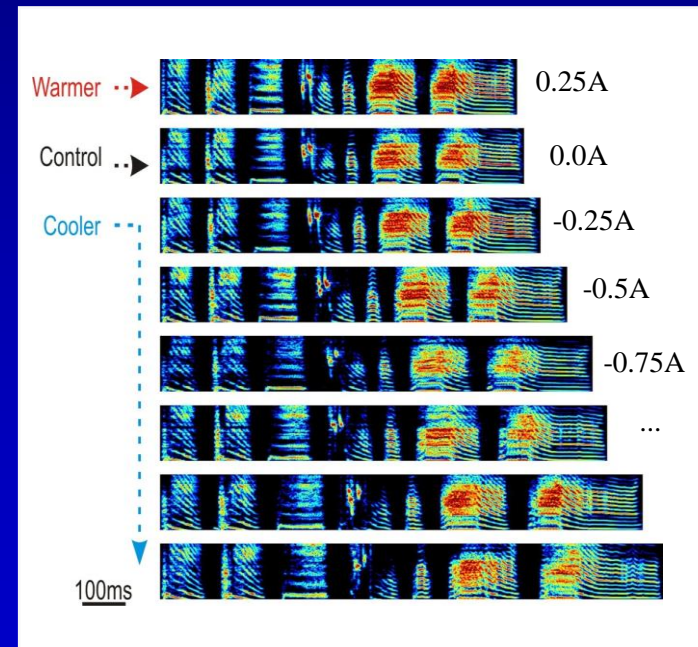 Warmer 0.25A
Control 0.0A
Cooler -0.25A
-0.5A
-0.75A
...
100ms